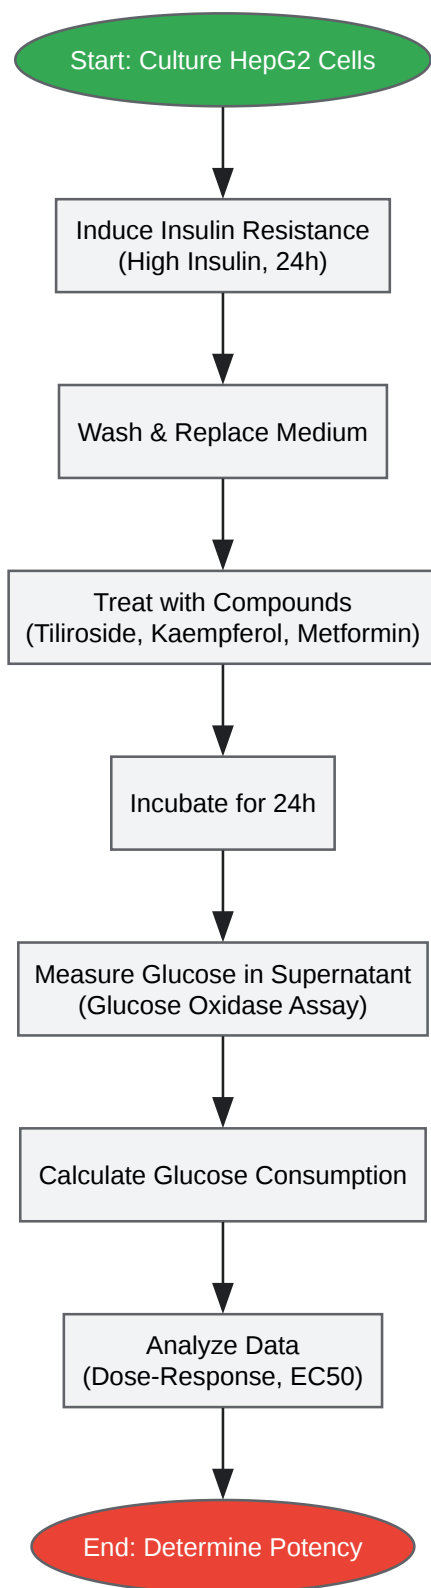 Start: Culture HepG2 Cells
Induce Insulin Resistance
(High Insulin, 24h)
Wash & Replace Medium
Treat with Compounds
(Tiliroside, Kaempferol, Metformin)
Incubate for 24h
Measure Glucose in Supernatant
(Glucose Oxidase Assay)
Calculate Glucose Consumption
Analyze Data
(Dose-Response, EC50)
End: Determine Potency